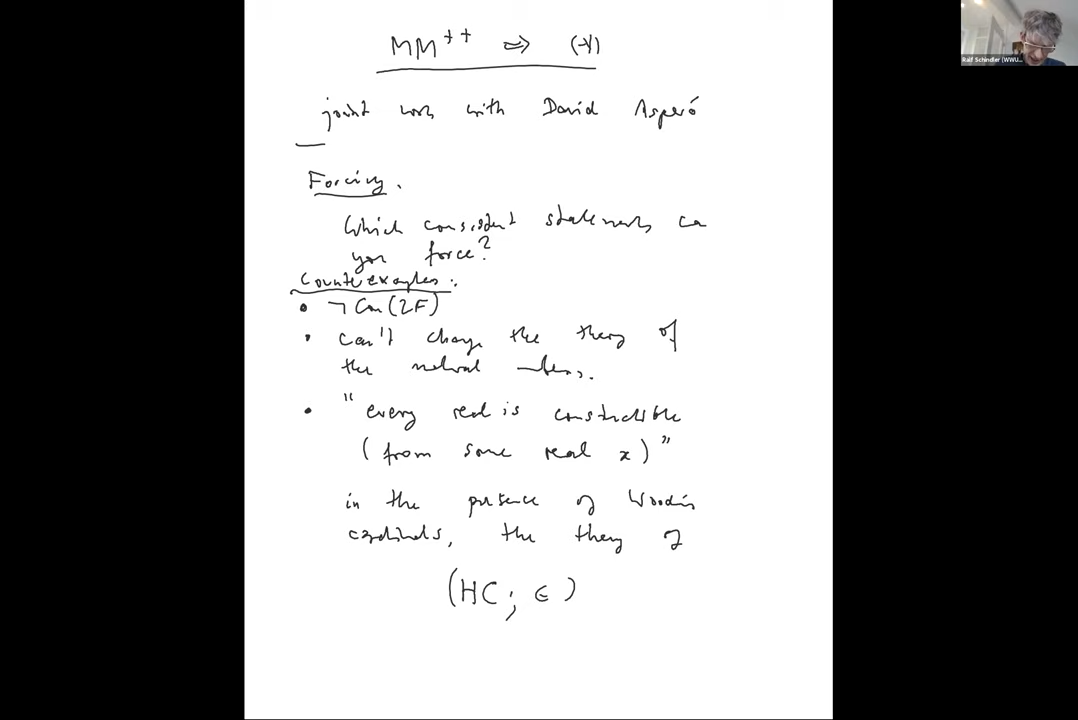 MM⁺⁺ ⇒ (*)
joint work with David Asperó
Forcing.
Which consistent statements can
you force?
Counterexamples:
• ¬ Con(ZF)
• can't change the theory of
the natural numbers.
• "every real is constructible
(from some real x)"
in the presence of Woodin
cardinals, the theory of
(HC; ∈)
Ralf Schindler (WWU...